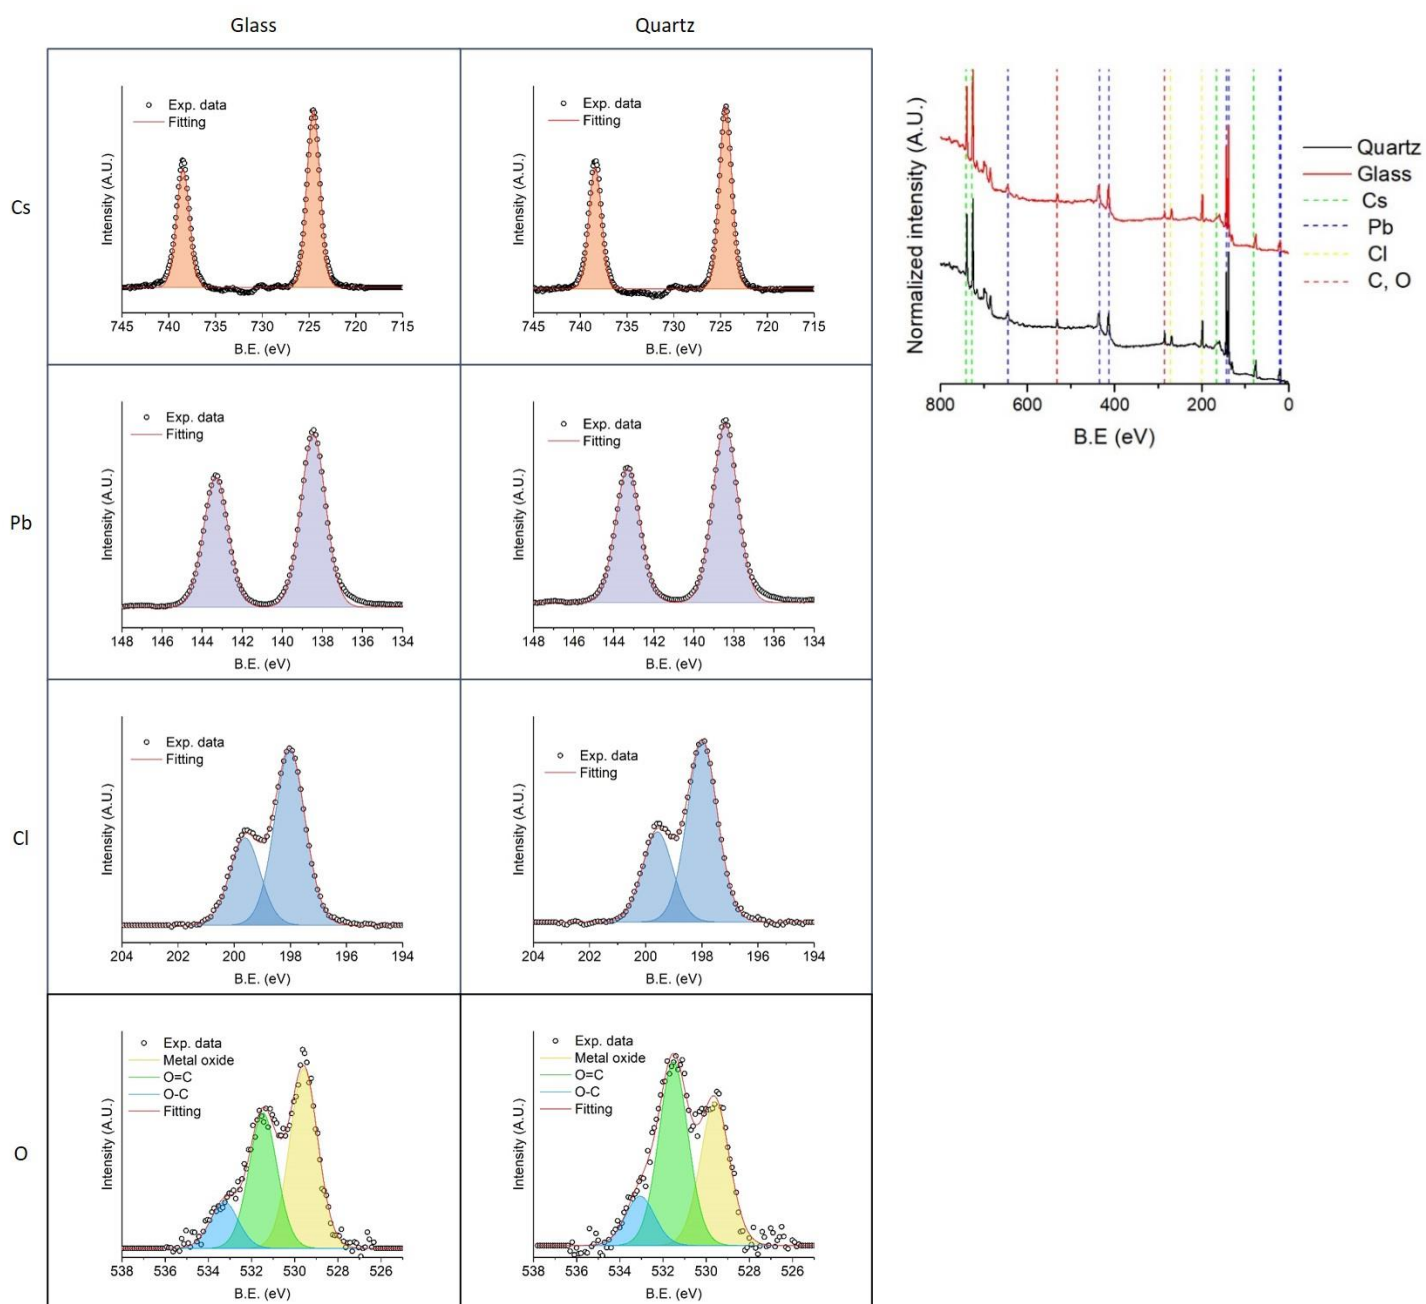 Glass
Quartz
Cs
Exp. data
Fitting
Intensity (A.U.)
745 740 735 730 725 720 715
B.E. (eV)
Exp. data
Fitting
Intensity (A.U.)
745 740 735 730 725 720 715
B.E. (eV)
Normalized intensity (A.U.)
800 600 400 200 0
B.E (eV)
Quartz
Glass
Cs
Pb
Cl
C, O
Pb
Exp. data
Fitting
Intensity (A.U.)
148 146 144 142 140 138 136 134
B.E. (eV)
Exp. data
Fitting
Intensity (A.U.)
148 146 144 142 140 138 136 134
B.E. (eV)
Cl
Exp. data
Fitting
Intensity (A.U.)
204 202 200 198 196 194
B.E. (eV)
Exp. data
Fitting
Intensity (A.U.)
204 202 200 198 196 194
B.E. (eV)
O
Exp. data
Metal oxide
O=C
O-C
Fitting
Intensity (A.U.)
538 536 534 532 530 528 526
B.E. (eV)
Exp. data
Metal oxide
O=C
O-C
Fitting
Intensity (A.U.)
538 536 534 532 530 528 526
B.E. (eV)